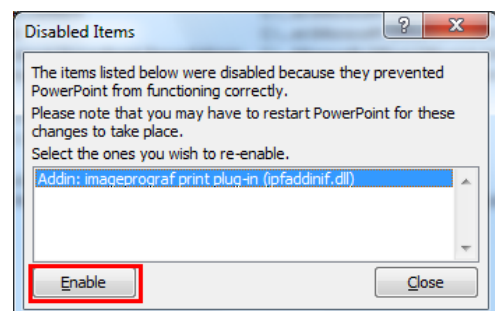 Disabled Items
The items listed below were disabled because they prevented
PowerPoint from functioning correctly.
Please note that you may have to restart PowerPoint for these
changes to take place.
Select the ones you wish to re-enable.
Addin: imageprograf print plug-in (ipfaddinif.dll)
Enable
Close